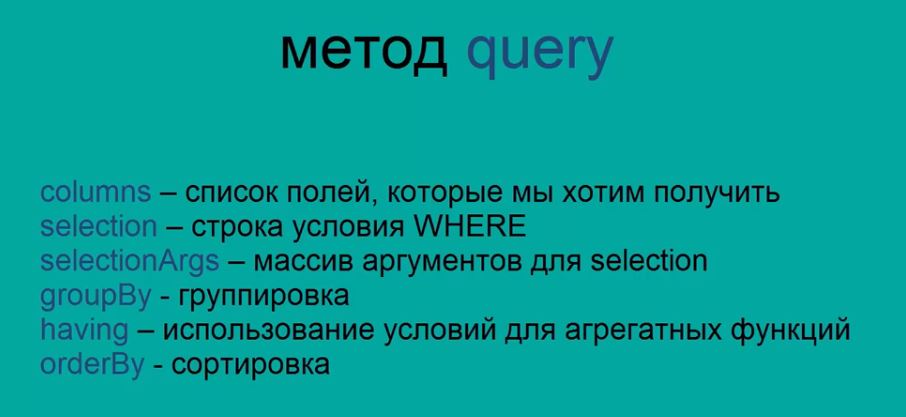 метод query
columns – список полей, которые мы хотим получить
selection – строка условия WHERE
selectionArgs – массив аргументов для selection
groupBy - группировка
having – использование условий для агрегатных функций
orderBy - сортировка